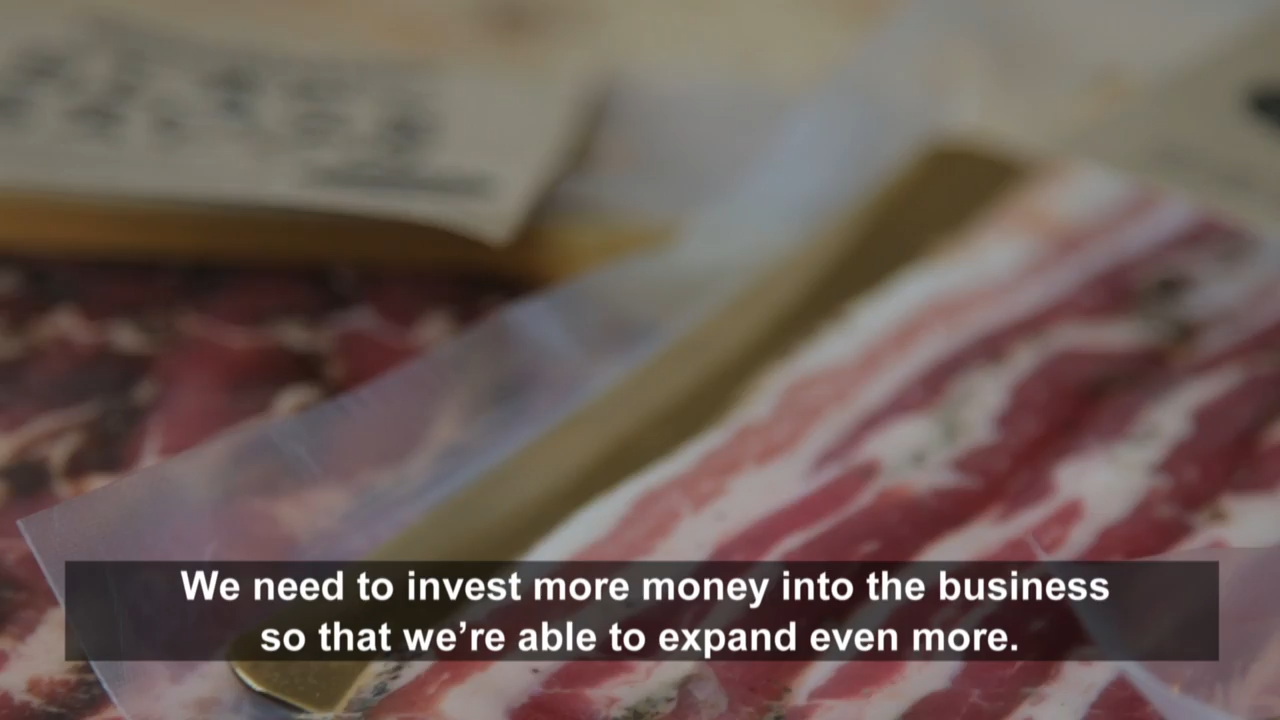 We need to invest more money into the business
so that we’re able to expand even more.